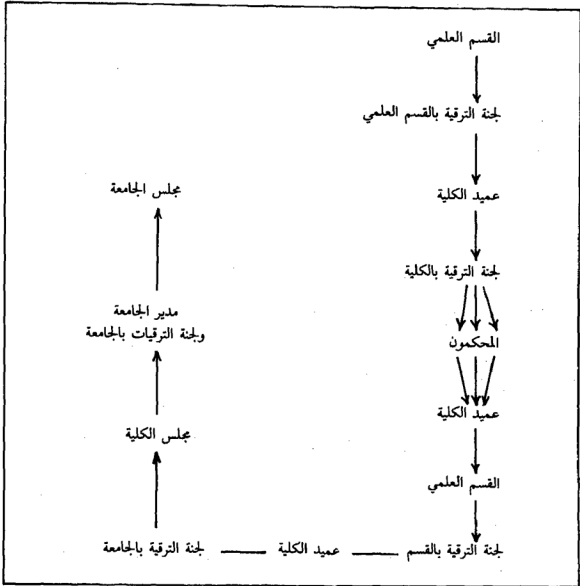 القسم العلمي
لجنة الترقية بالقسم العلمي
عميد الكلية
لجنة الترقية بالكلية
المحكمون
عميد الكلية
القسم العلمي
لجنة الترقية بالقسم
عميد الكلية
لجنة الترقية بالجامعة
مجلس الكلية
مدير الجامعة
ولجنة الترقيات بالجامعة
مجلس الجامعة